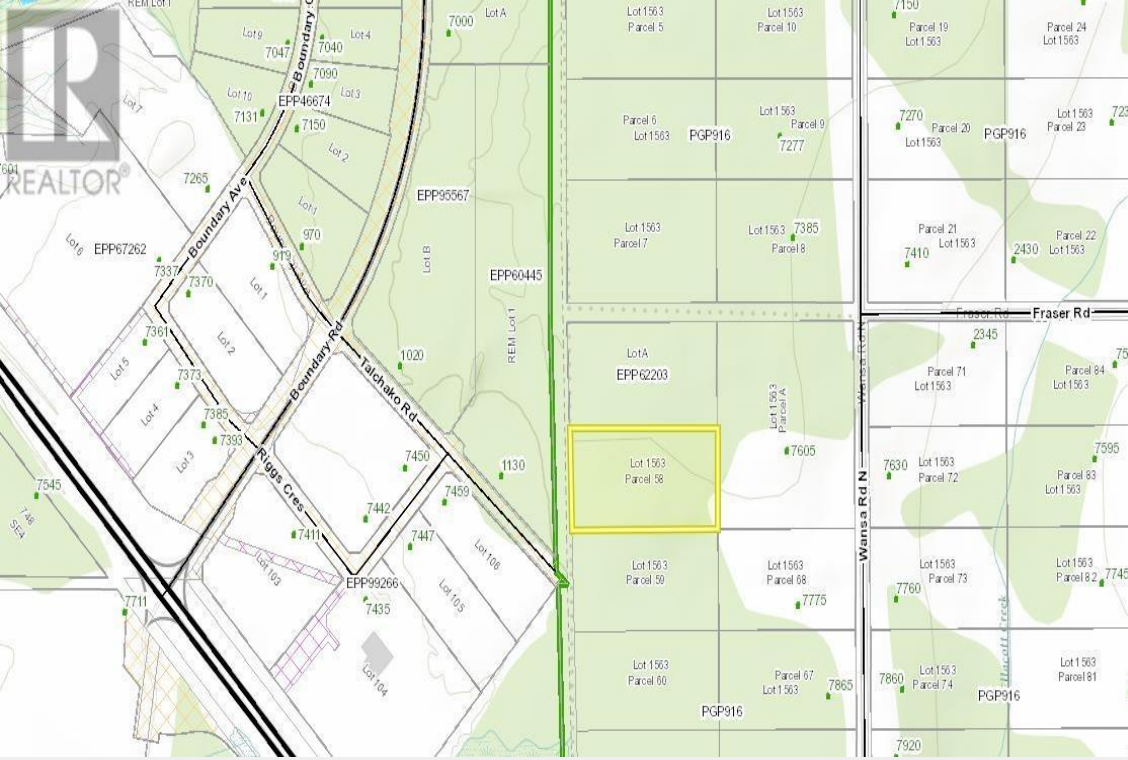 REM Lot 1
Lot A
7000
Lot 9
7047
7040
Lot 4
Boundary
Lot 1563
Parcel 5
Lot 1563
Parcel 10
7150
Parcel 19
Lot 1563
Parcel 24
Lot 1563
REALTOR®
Lot 7
Lot 10
7131
7090
Lot 3
EPP46674
7150
Lot 2
Parcel 6
Lot 1563
PGP916
Lot 1563
Parcel 9
7277
7270
Parcel 20
Lot 1563
PGP916
Lot 1563
Parcel 23
7265
Boundary Ave
EPP95567
Lot 1
970
919
Lot 6
EPP67262
7337
7370
Lot 1
Lot B
EPP60445
REM Lot 1
Lot 1563
Parcel 7
Lot 1563
7385
Parcel 8
Parcel 21
Lot 1563
7410
2430
Parcel 22
Lot 1563
7361
Lot 2
Boundary Rd
Lot 5
7373
Lot 4
7385
7393
Lot 3
1020
Talchako Rd
Fraser Rd
Fraser Rd
Wansa Rd N
2345
Lot A
EPP62203
Lot 1563
Parcel A
7605
Parcel 71
Lot 1563
Parcel 84
Lot 1563
Lot 1563
Parcel 58
Wansa Rd N
7630
Lot 1563
Parcel 72
7595
Parcel 83
Lot 1563
7545
748
SE4
Riggs Cres
7450
1130
7459
7442
7447
7411
Lot 106
Lot 103
EPP99266
7435
Lot 105
Lot 104
7711
Lot 1563
Parcel 59
Lot 1563
Parcel 68
7775
Lot 1563
Parcel 73
7760
Lot 1563
Parcel 82
7745
Lot 1563
Parcel 60
Parcel 67
Lot 1563
7865
PGP916
7860
Lot 1563
Parcel 74
PGP916
Lot 1563
Parcel 81
7920